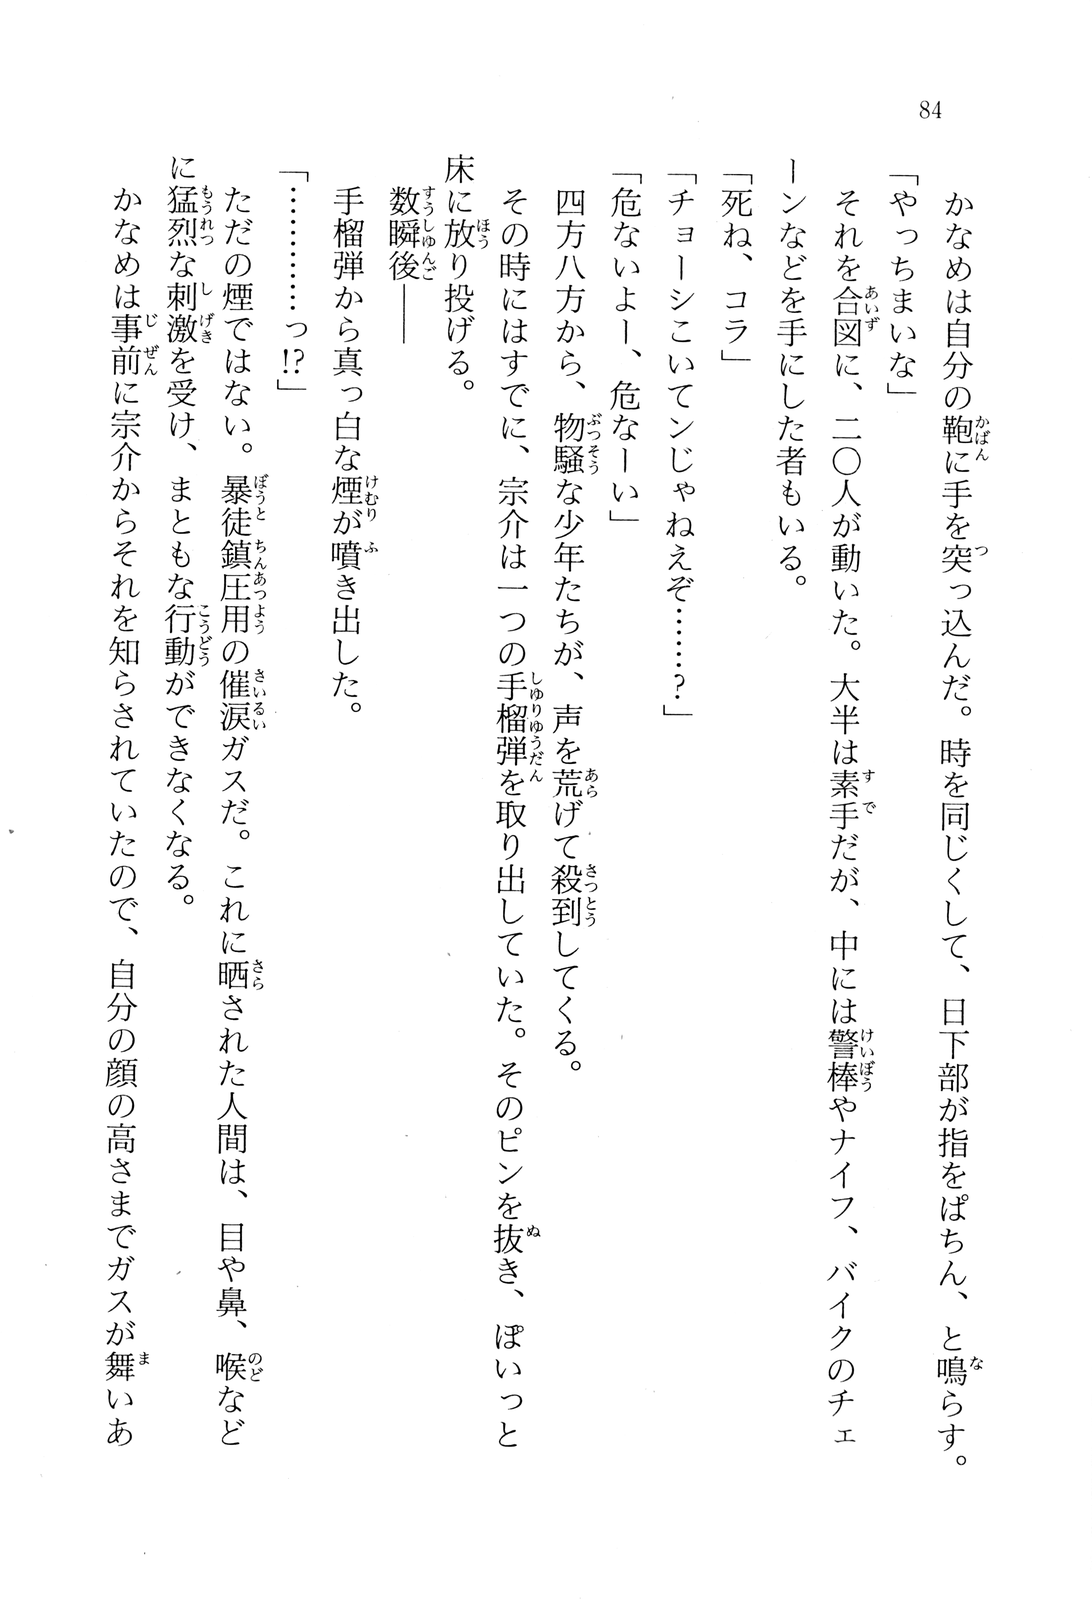 84
かなめは自分の鞄に手を突っ込んだ。時を同じくして、日下部が指をぱちん、と鳴らす。
「やっちまいな」
それを合図に、二〇人が動いた。大半は素手だが、中には警棒やナイフ、バイクのチェ
ーンなどを手にした者もいる。
「死ね、コラ」
「チョーシこいてンじゃねえぞ……?」
「危ないよー、危なーい」
四方八方から、物騒な少年たちが、声を荒げて殺到してくる。
その時にはすでに、宗介は一つの手榴弾を取り出していた。そのピンを抜き、ぽいっと
床に放り投げる。
数瞬後――
手榴弾から真っ白な煙が噴き出した。
「…………っ!?」
ただの煙ではない。暴徒鎮圧用の催涙ガスだ。これに晒された人間は、目や鼻、喉など
に猛烈な刺激を受け、まともな行動ができなくなる。
かなめは事前に宗介からそれを知らされていたので、自分の顔の高さまでガスが舞いあ